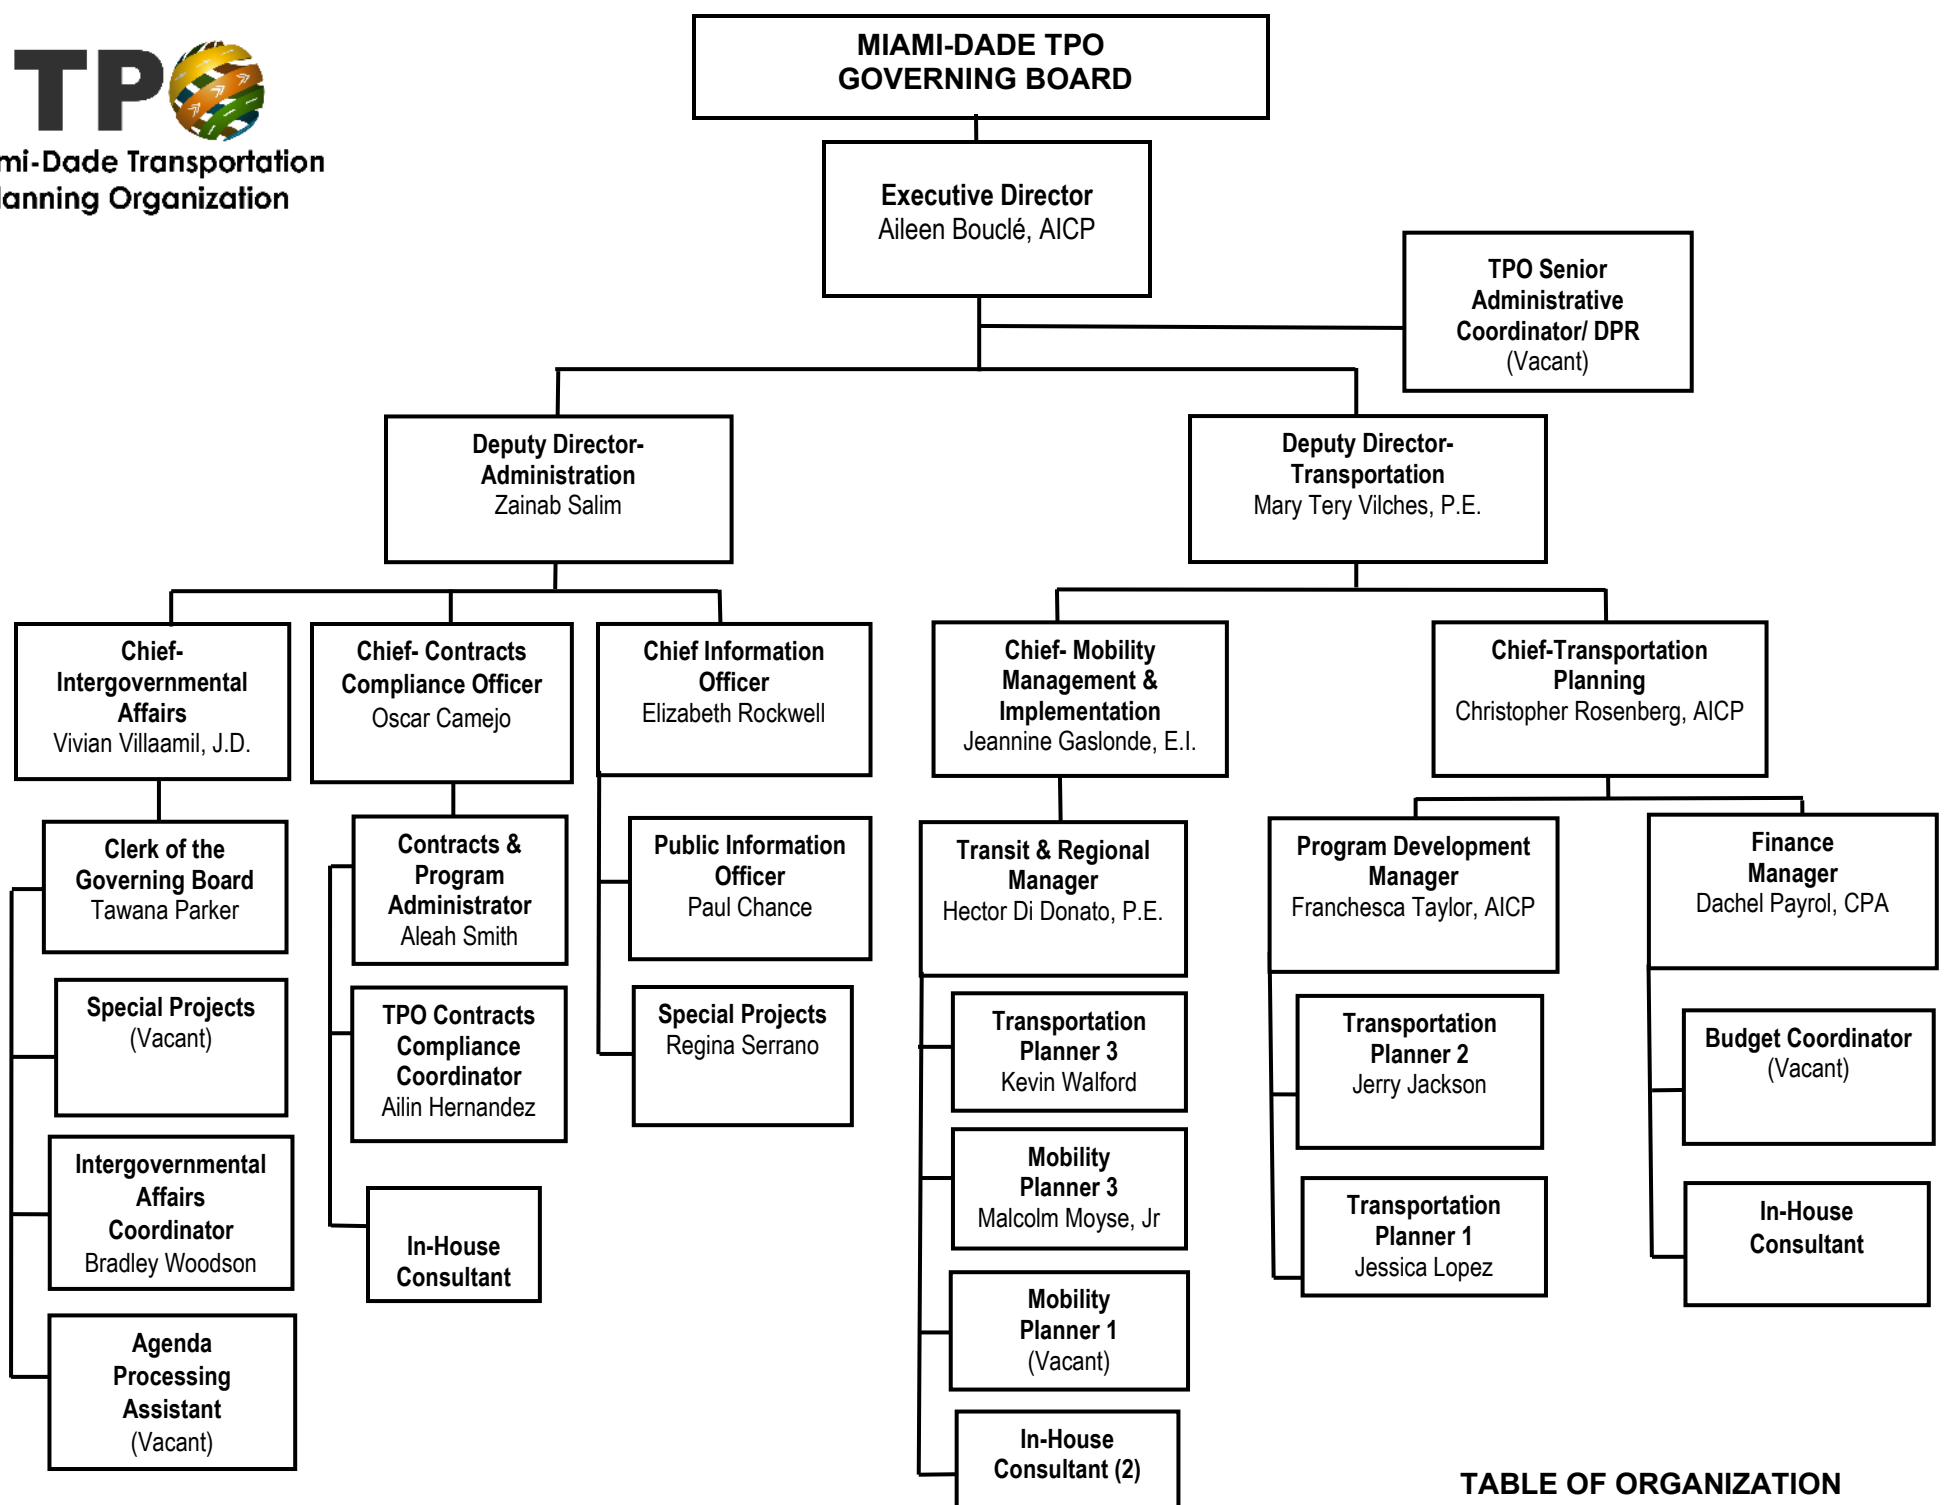 TPO
mi-Dade Transportation
lanning Organization
MIAMI-DADE TPO
GOVERNING BOARD
Executive Director
Aileen Bouclé, AICP
TPO Senior
Administrative
Coordinator/ DPR
(Vacant)
Deputy Director-
Administration
Zainab Salim
Deputy Director-
Transportation
Mary Tery Vilches, P.E.
Chief-
Intergovernmental
Affairs
Vivian Villaamil, J.D.
Chief- Contracts
Compliance Officer
Oscar Camejo
Chief Information
Officer
Elizabeth Rockwell
Chief- Mobility
Management &
Implementation
Jeannine Gaslonde, E.I.
Chief-Transportation
Planning
Christopher Rosenberg, AICP
Clerk of the
Governing Board
Tawana Parker
Special Projects
(Vacant)
Intergovernmental
Affairs
Coordinator
Bradley Woodson
Agenda
Processing
Assistant
(Vacant)
Contracts &
Program
Administrator
Aleah Smith
TPO Contracts
Compliance
Coordinator
Ailin Hernandez
In-House
Consultant
Public Information
Officer
Paul Chance
Special Projects
Regina Serrano
Transit & Regional
Manager
Hector Di Donato, P.E.
Transportation
Planner 3
Kevin Walford
Mobility
Planner 3
Malcolm Moyse, Jr
Mobility
Planner 1
(Vacant)
In-House
Consultant (2)
Program Development
Manager
Franchesca Taylor, AICP
Transportation
Planner 2
Jerry Jackson
Transportation
Planner 1
Jessica Lopez
Finance
Manager
Dachel Payrol, CPA
Budget Coordinator
(Vacant)
In-House
Consultant
TABLE OF ORGANIZATION